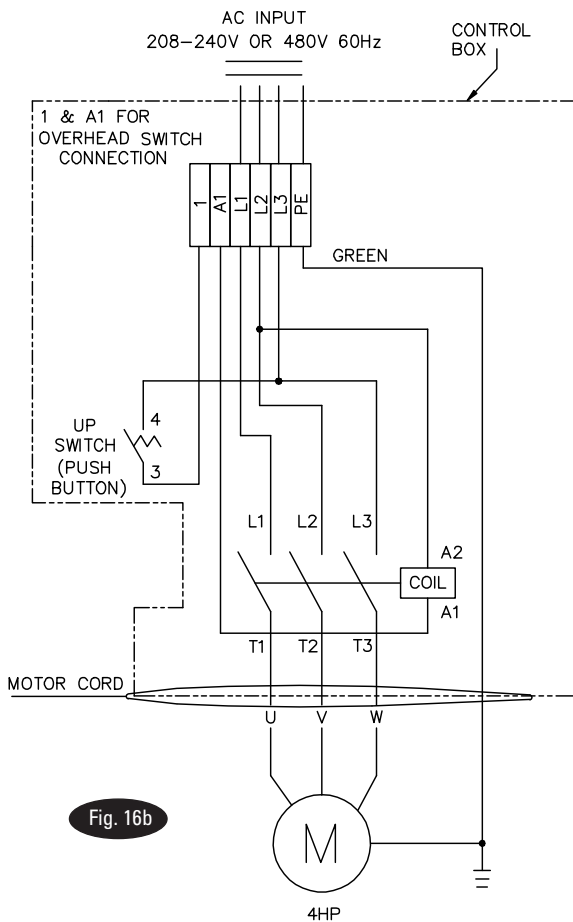 AC INPUT
208-240V OR 480V 60Hz
CONTROL
BOX
1 & A1 FOR
OVERHEAD SWITCH
CONNECTION
1
A1
L1
L2
L3
PE
GREEN
UP
SWITCH
(PUSH
BUTTON)
4
3
L1
L2
L3
A2
COIL
A1
T1
T2
T3
MOTOR CORD
U
V
W
M
Fig. 16b
4HP